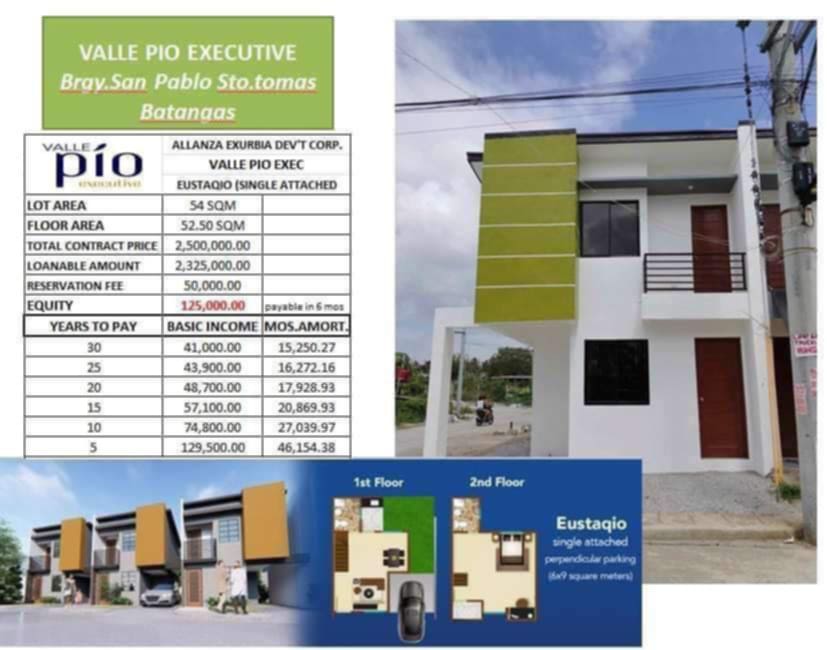 VALLE PIO EXECUTIVE
Brgy.San Pablo Sto.tomas
Batangas
VALLE
pío
executive
ALLANZA EXURBIA DEV'T CORP.
VALLE PIO EXEC
EUSTAQIO (SINGLE ATTACHED
LOT AREA 54 SQM
FLOOR AREA 52.50 SQM
TOTAL CONTRACT PRICE 2,500,000.00
LOANABLE AMOUNT 2,325,000.00
RESERVATION FEE 50,000.00
EQUITY 125,000.00 payable in 6 mos
YEARS TO PAY BASIC INCOME MOS.AMORT.
30 41,000.00 15,250.27
25 43,900.00 16,272.16
20 48,700.00 17,928.93
15 57,100.00 20,869.93
10 74,800.00 27,039.97
5 129,500.00 46,154.38
1st Floor
2nd Floor
Eustaqio
single attached
perpendicular parking
(6x9 square meters)